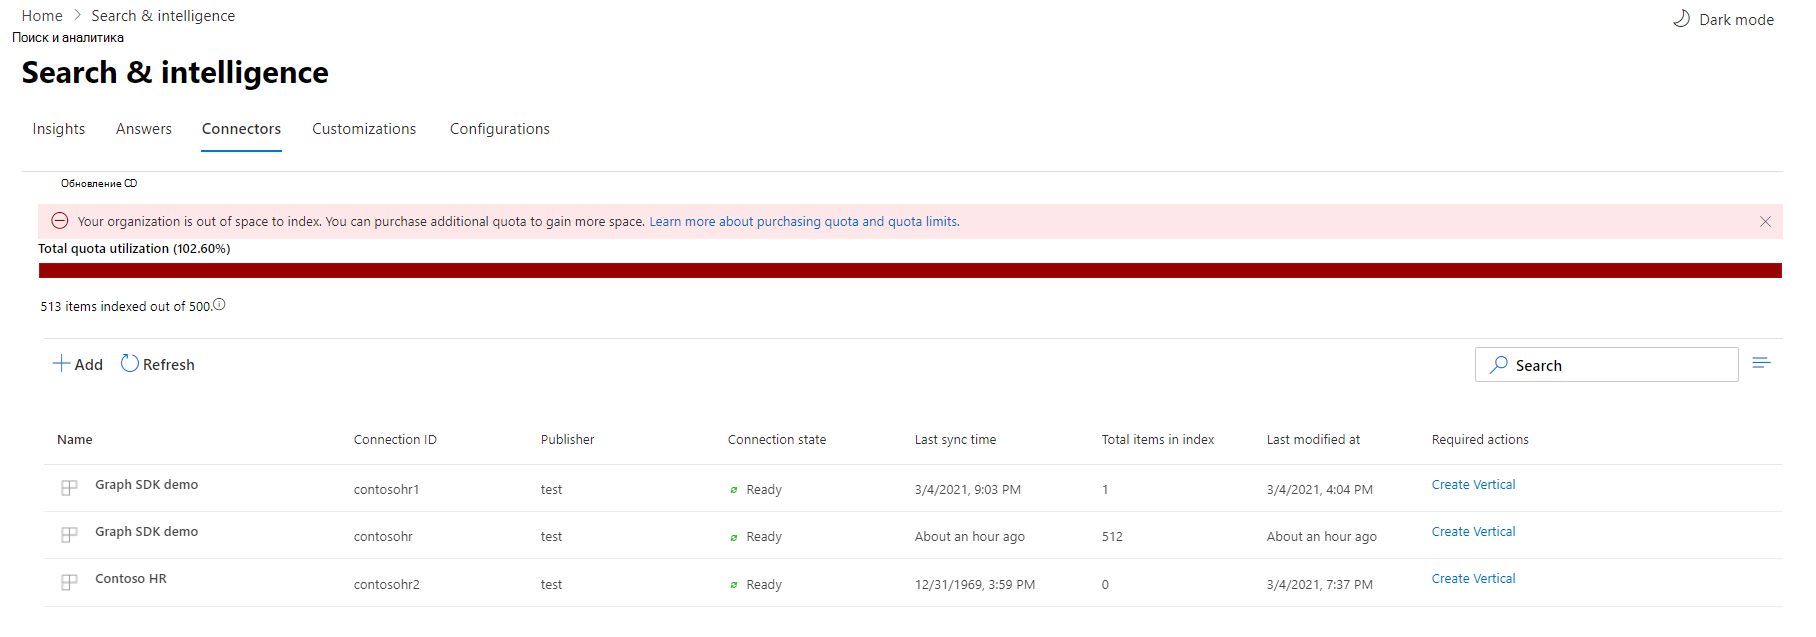 Home > Search & intelligence
Dark mode
Поиск и аналитика
Search & intelligence
Insights Answers Connectors Customizations Configurations
Обновление CD
Your organization is out of space to index. You can purchase additional quota to gain more space. Learn more about purchasing quota and quota limits.
Total quota utilization (102.60%)
513 items indexed out of 500.
Add Refresh Search
Name Connection ID Publisher Connection state Last sync time Total items in index Last modified at Required actions
Graph SDK demo contosohr1 test Ready 3/4/2021, 9:03 PM 1 3/4/2021, 4:04 PM Create Vertical
Graph SDK demo contosohr test Ready About an hour ago 512 About an hour ago Create Vertical
Contoso HR contosohr2 test Ready 12/31/1969, 3:59 PM 0 3/4/2021, 7:37 PM Create Vertical